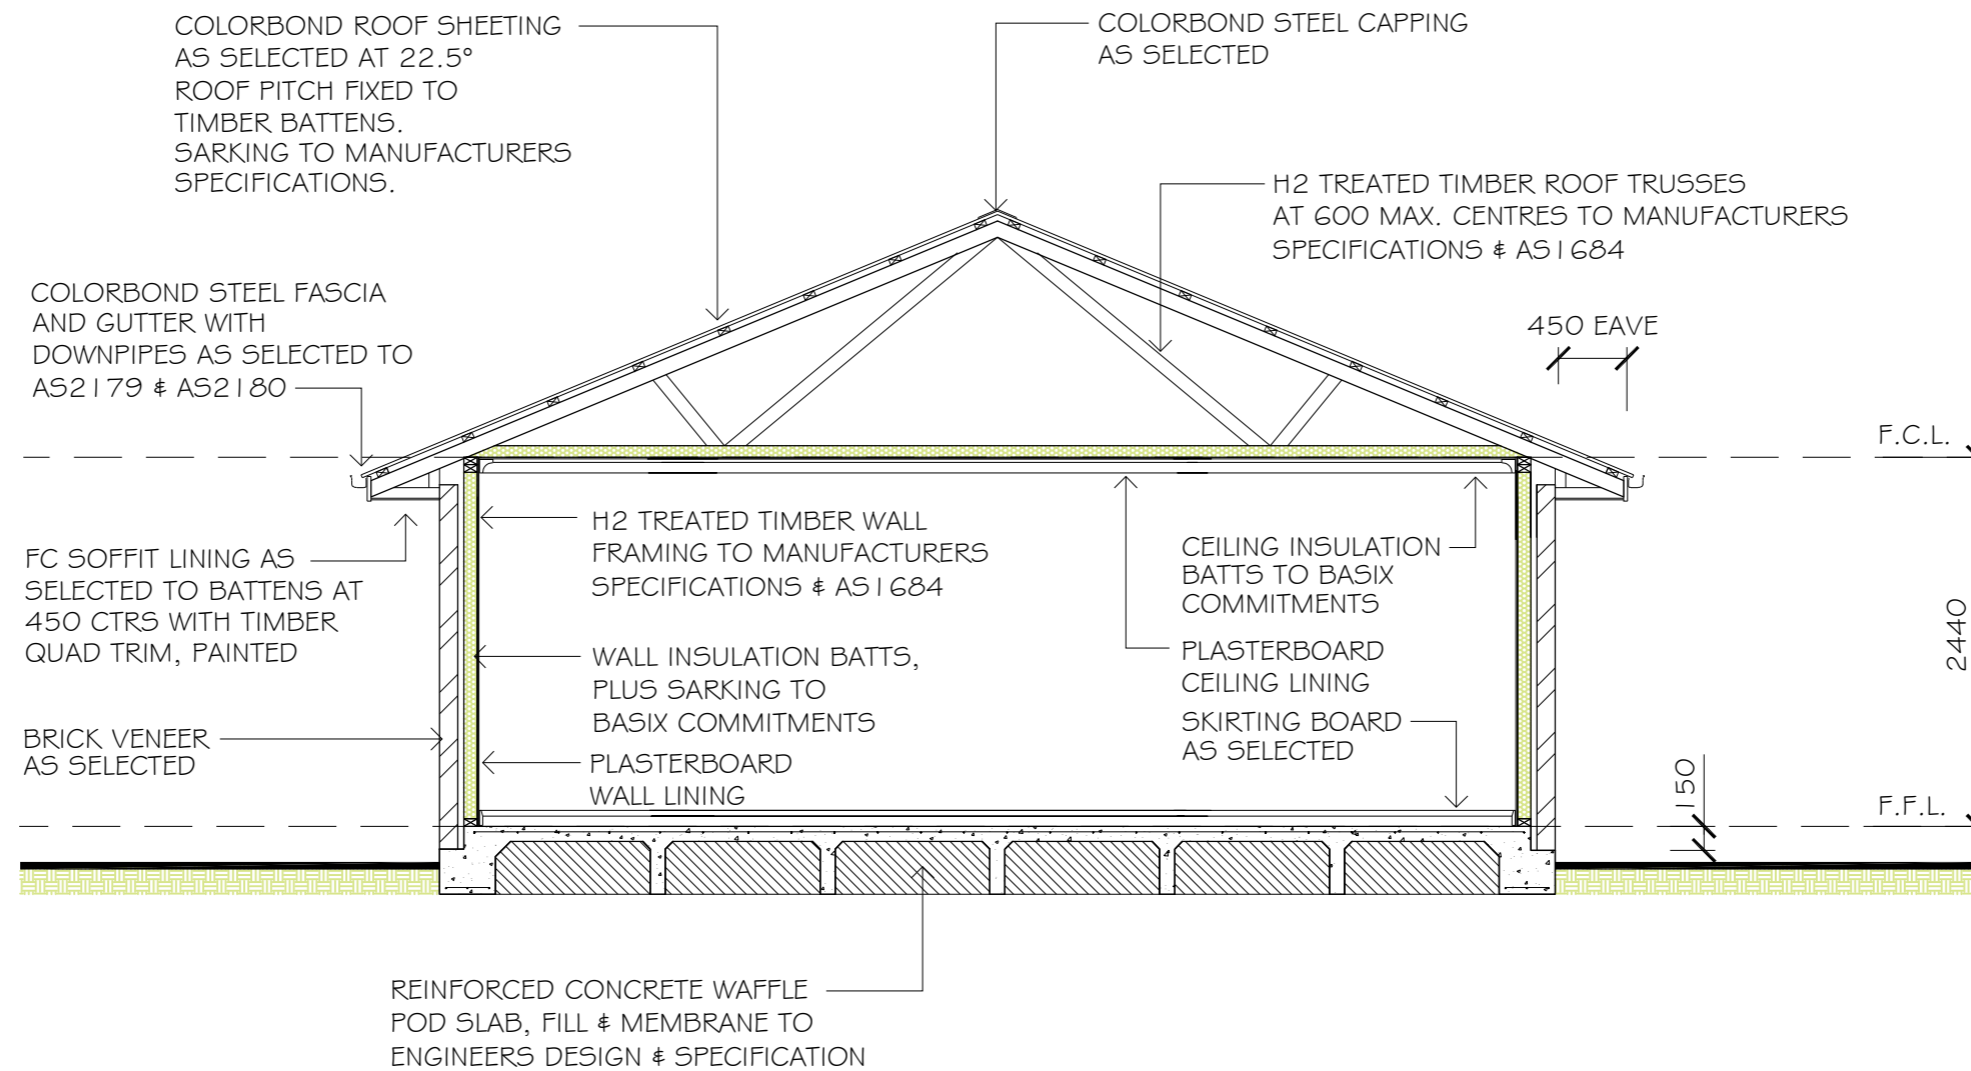 COLORBOND ROOF SHEETING
AS SELECTED AT 22.5°
ROOF PITCH FIXED TO
TIMBER BATTENS.
SARKING TO MANUFACTURERS
SPECIFICATIONS.
COLORBOND STEEL CAPPING
AS SELECTED
H2 TREATED TIMBER ROOF TRUSSES
AT 600 MAX. CENTRES TO MANUFACTURERS
SPECIFICATIONS & AS1684
COLORBOND STEEL FASCIA
AND GUTTER WITH
DOWNPIPES AS SELECTED TO
AS2179 & AS2180
450 EAVE
F.C.L.
H2 TREATED TIMBER WALL
FRAMING TO MANUFACTURERS
SPECIFICATIONS & AS1684
CEILING INSULATION
BATTS TO BASIX
COMMITMENTS
FC SOFFIT LINING AS
SELECTED TO BATTENS AT
450 CTRS WITH TIMBER
QUAD TRIM, PAINTED
2440
WALL INSULATION BATTS,
PLUS SARKING TO
BASIX COMMITMENTS
PLASTERBOARD
CEILING LINING
SKIRTING BOARD
AS SELECTED
BRICK VENEER
AS SELECTED
PLASTERBOARD
WALL LINING
150
F.F.L.
REINFORCED CONCRETE WAFFLE
POD SLAB, FILL & MEMBRANE TO
ENGINEERS DESIGN & SPECIFICATION